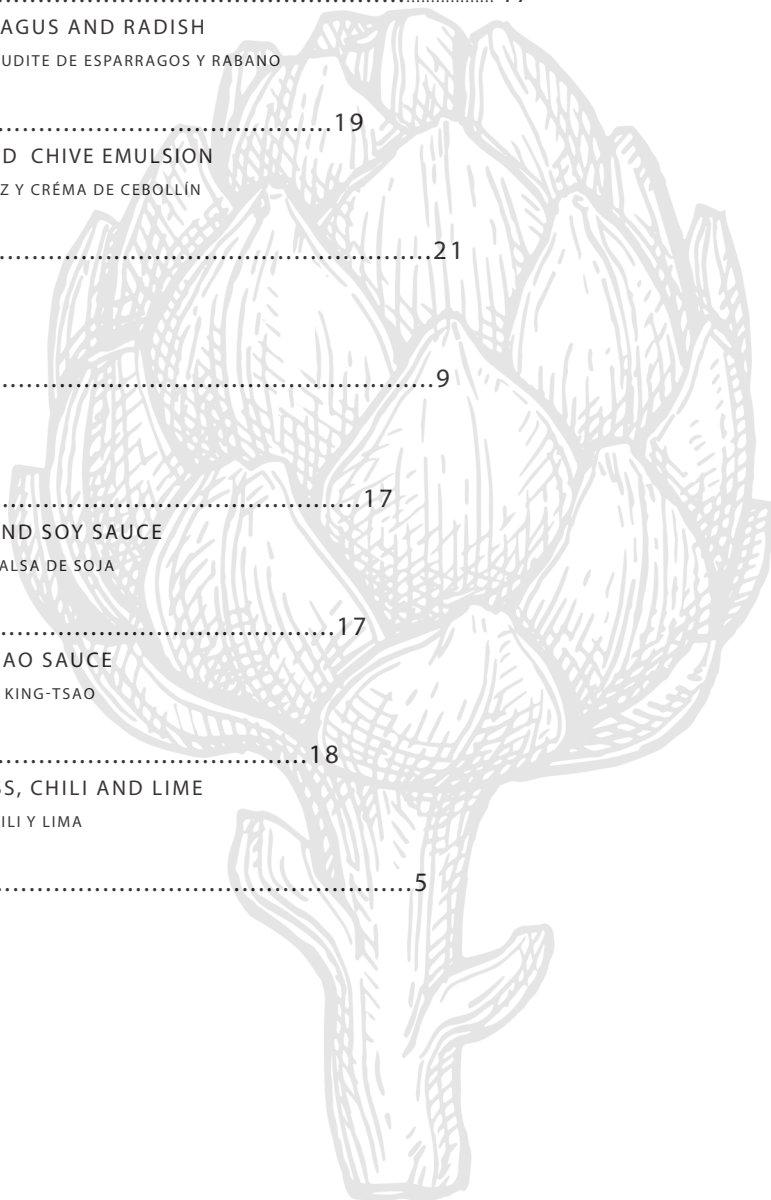 AGUS AND RADISH
UDITE DE ESPARRAGOS Y RABANO
........................................19
D CHIVE EMULSION
Z Y CRÉMA DE CEBOLLÍN
....................................................21
....................................................9
...........................................17
ND SOY SAUCE
ALSA DE SOJA
........................................17
AO SAUCE
KING-TSAO
.....................................18
SS, CHILI AND LIME
ILI Y LIMA
.................................................5